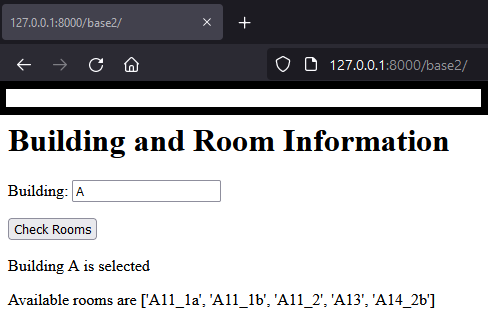 127.0.0.1:8000/base2/
127.0.0.1:8000/base2/
Building and Room Information
Building: A
Check Rooms
Building A is selected
Available rooms are ['A11_1a', 'A11_1b', 'A11_2', 'A13', 'A14_2b']